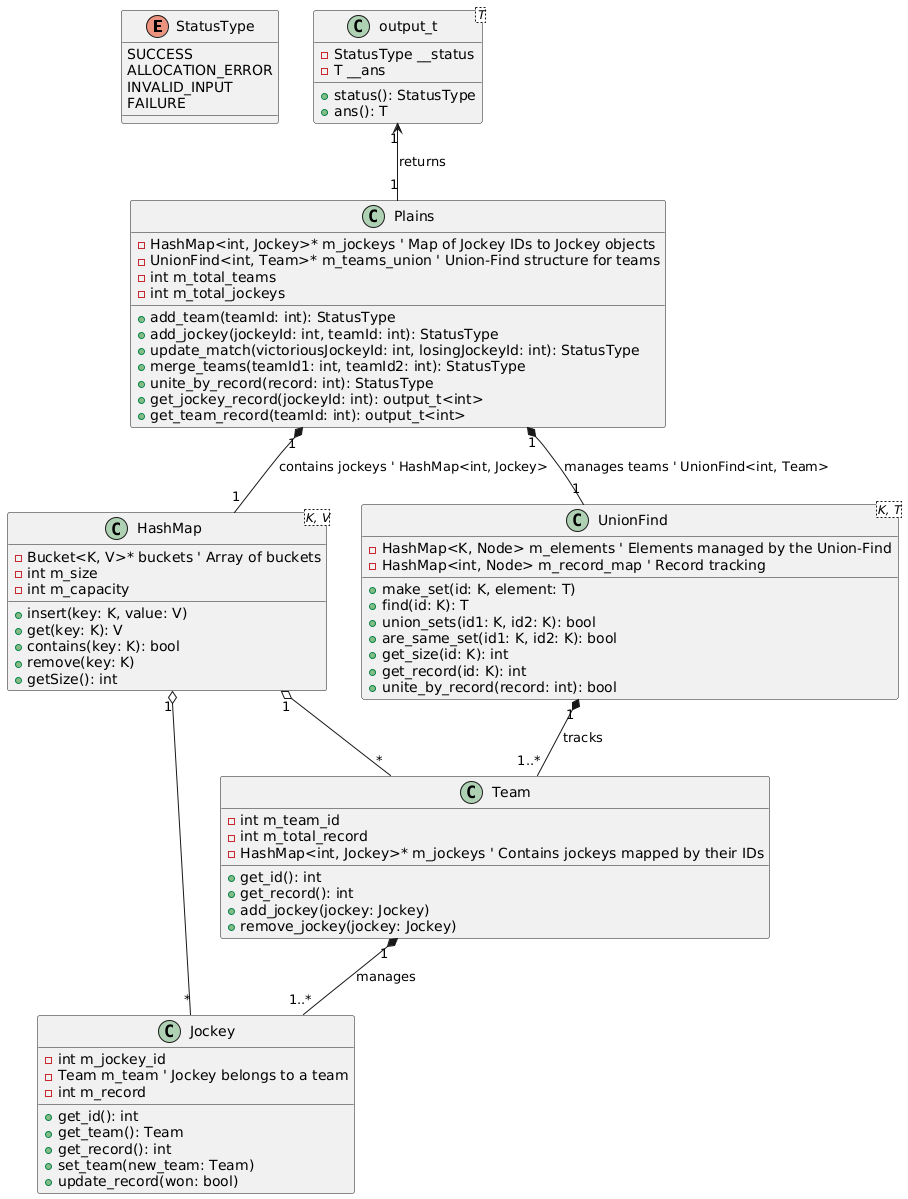 E StatusType
SUCCESS
ALLOCATION_ERROR
INVALID_INPUT
FAILURE
C output_t
T
StatusType __status
T __ans
status(): StatusType
ans(): T
1
returns
1
C Plains
HashMap<int, Jockey>* m_jockeys ' Map of Jockey IDs to Jockey objects
UnionFind<int, Team>* m_teams_union ' Union-Find structure for teams
int m_total_teams
int m_total_jockeys
add_team(teamId: int): StatusType
add_jockey(jockeyId: int, teamId: int): StatusType
update_match(victoriousJockeyId: int, losingJockeyId: int): StatusType
merge_teams(teamId1: int, teamId2: int): StatusType
unite_by_record(record: int): StatusType
get_jockey_record(jockeyId: int): output_t<int>
get_team_record(teamId: int): output_t<int>
1
contains jockeys ' HashMap<int, Jockey>
1
1
manages teams ' UnionFind<int, Team>
1
C HashMap
K, V
Bucket<K, V>* buckets ' Array of buckets
int m_size
int m_capacity
insert(key: K, value: V)
get(key: K): V
contains(key: K): bool
remove(key: K)
getSize(): int
C UnionFind
K, T
HashMap<K, Node> m_elements ' Elements managed by the Union-Find
HashMap<int, Node> m_record_map ' Record tracking
make_set(id: K, element: T)
find(id: K): T
union_sets(id1: K, id2: K): bool
are_same_set(id1: K, id2: K): bool
get_size(id: K): int
get_record(id: K): int
unite_by_record(record: int): bool
1
1
1
tracks
*
1..*
C Team
int m_team_id
int m_total_record
HashMap<int, Jockey>* m_jockeys ' Contains jockeys mapped by their IDs
get_id(): int
get_record(): int
add_jockey(jockey: Jockey)
remove_jockey(jockey: Jockey)
1
manages
*
1..*
C Jockey
int m_jockey_id
Team m_team ' Jockey belongs to a team
int m_record
get_id(): int
get_team(): Team
get_record(): int
set_team(new_team: Team)
update_record(won: bool)